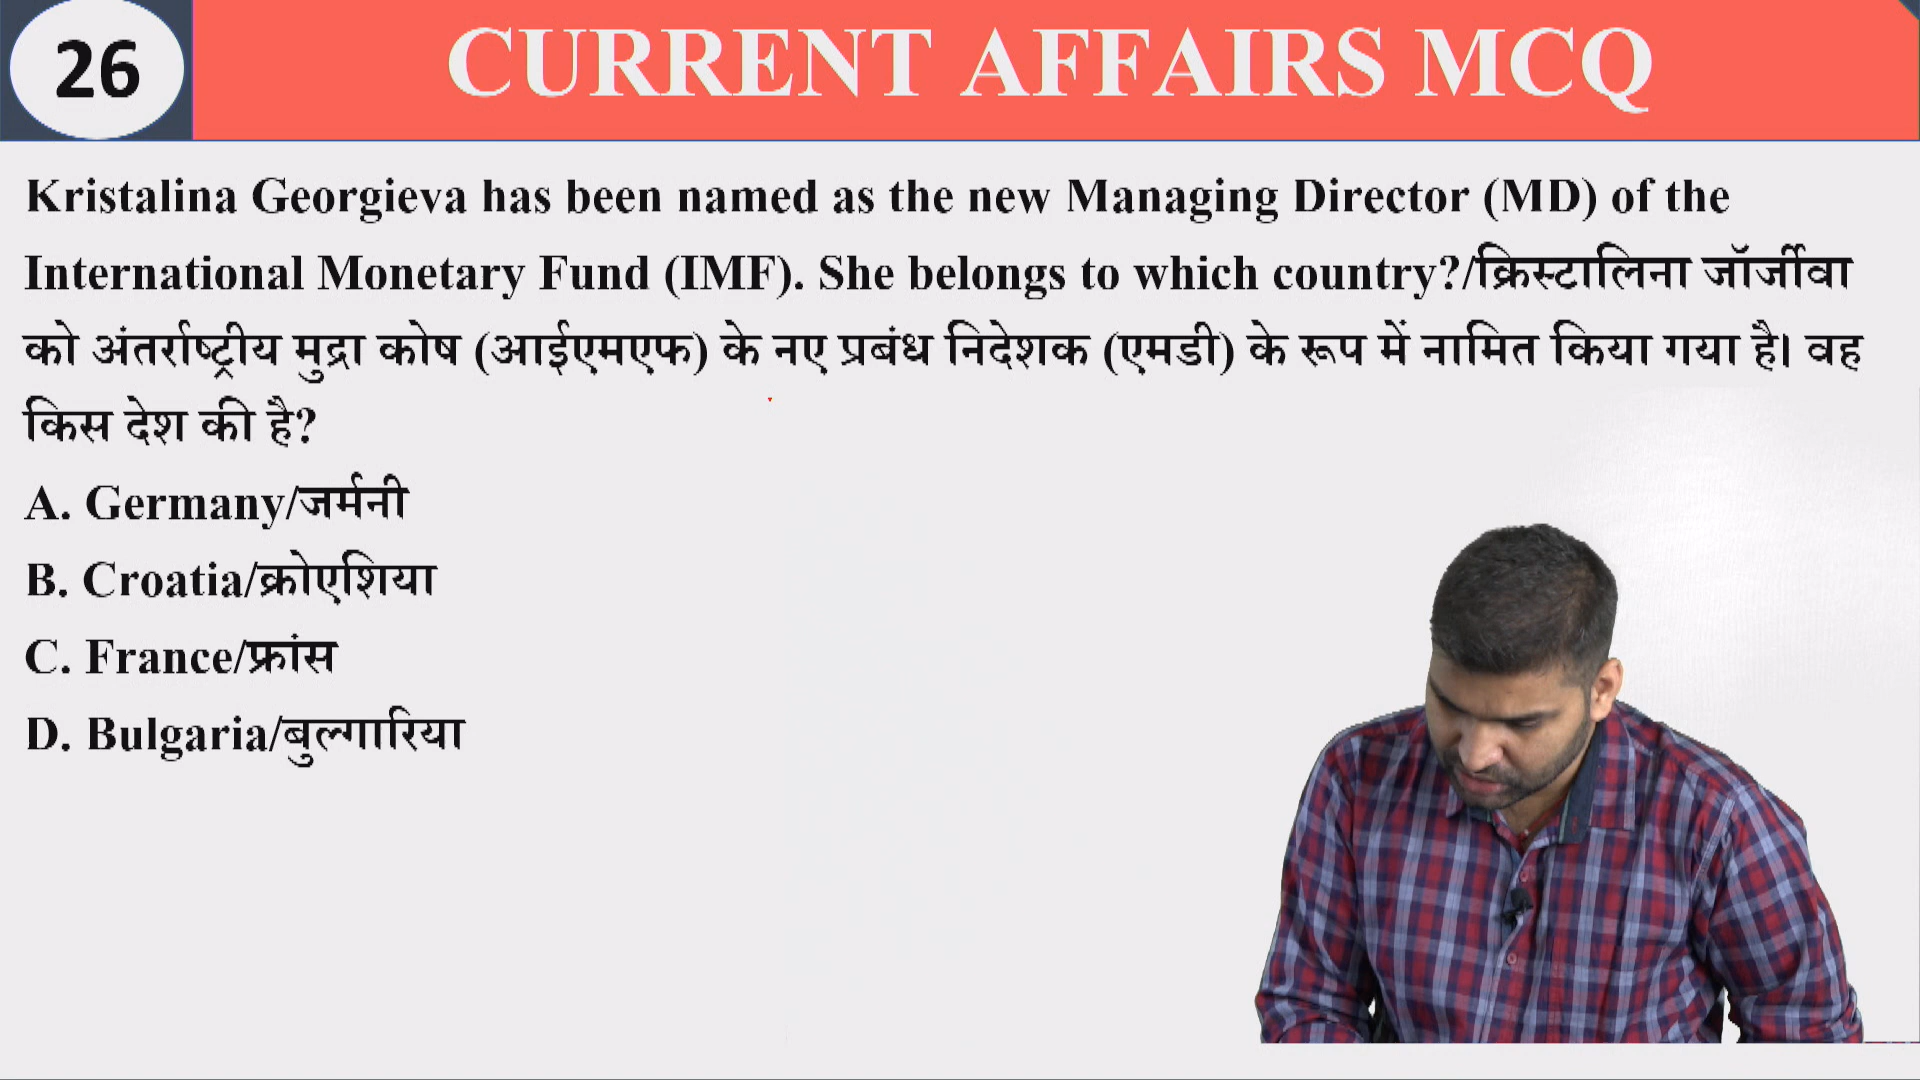 26
CURRENT AFFAIRS MCQ
Kristalina Georgieva has been named as the new Managing Director (MD) of the
International Monetary Fund (IMF). She belongs to which country?/क्रिस्टालिना जॉर्जीवा
को अंतर्राष्ट्रीय मुद्रा कोष (आईएमएफ) के नए प्रबंध निदेशक (एमडी) के रूप में नामित किया गया है। वह
किस देश की है?
A. Germany/जर्मनी
B. Croatia/क्रोएशिया
C. France/फ्रांस
D. Bulgaria/बुल्गारिया